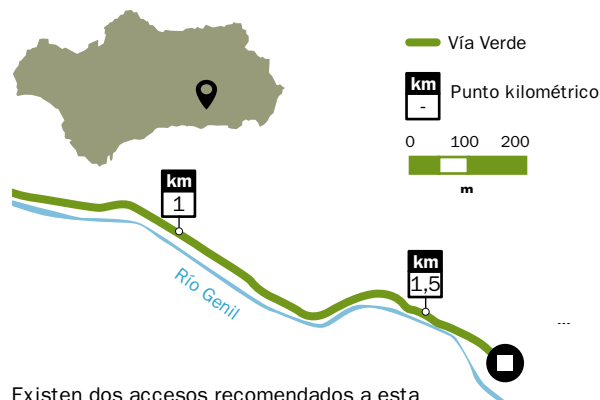 Vía Verde
km
-
Punto kilométrico
0 100 200
m
km
1
Río Genil
km
1,5
---
Existen dos accesos recomendados a esta